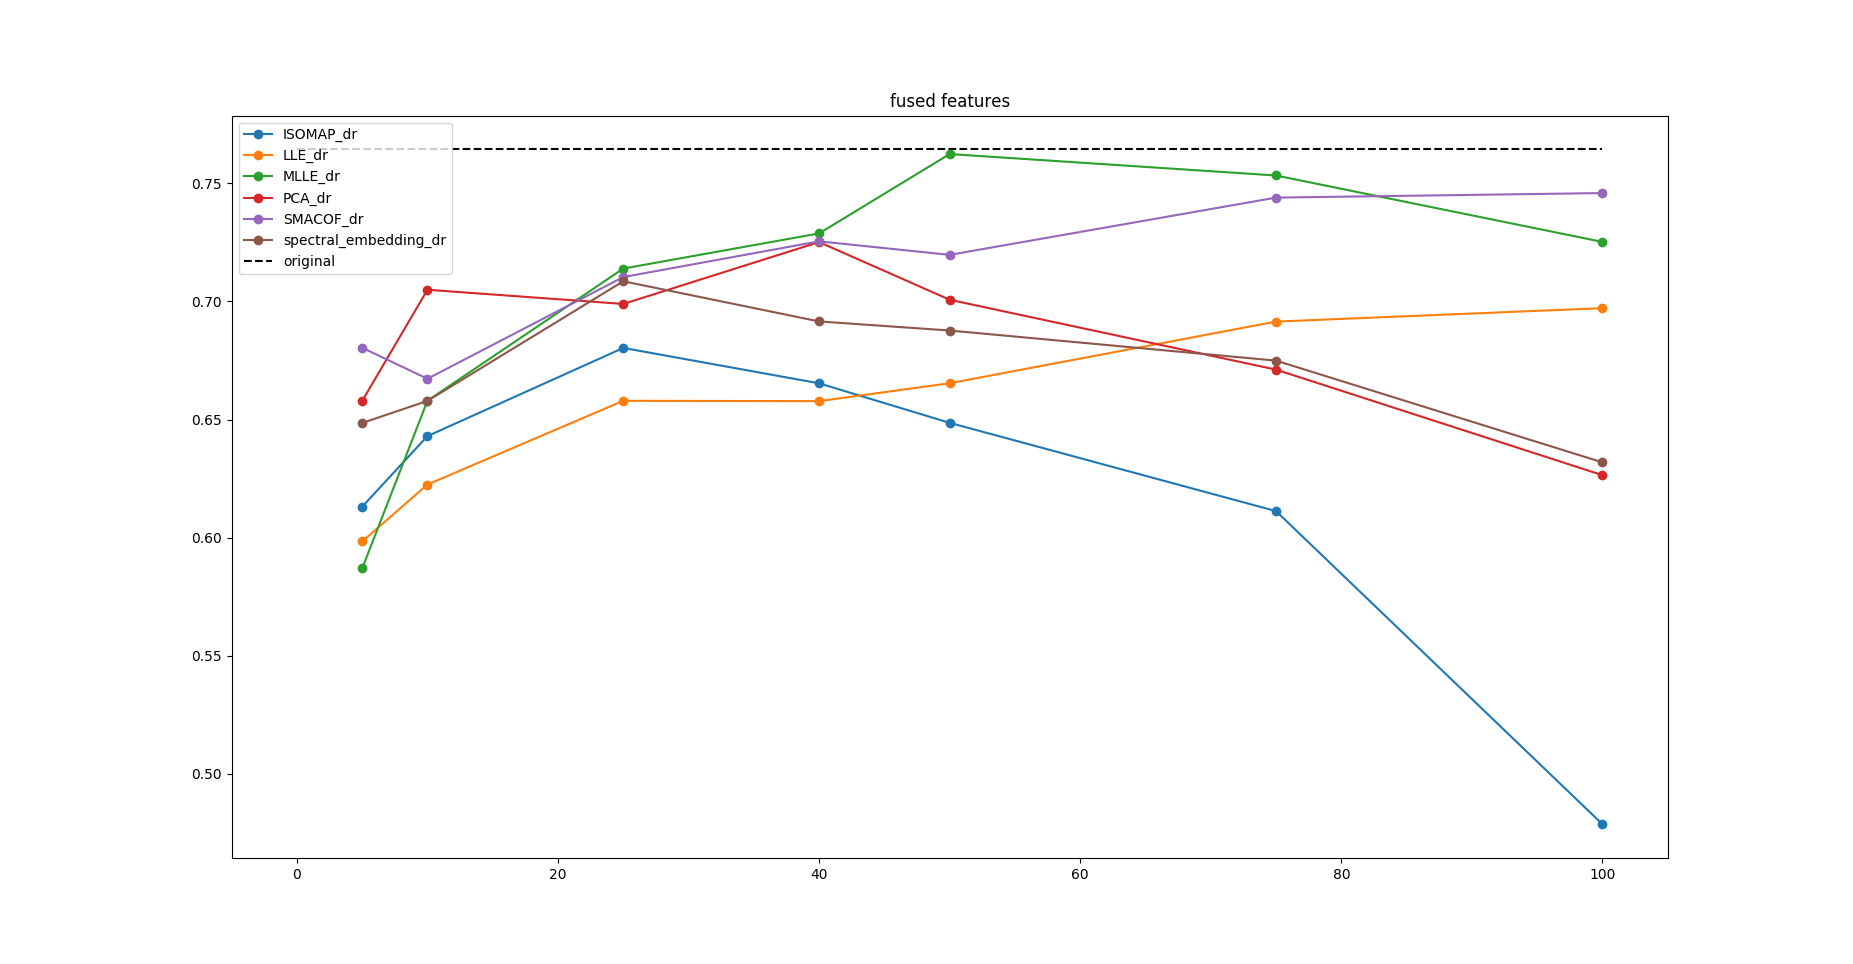 fused features
ISOMAP_dr
LLE_dr
MLLE_dr
PCA_dr
SMACOF_dr
spectral_embedding_dr
original
0.75
0.70
0.65
0.60
0.55
0.50
0 20 40 60 80 100